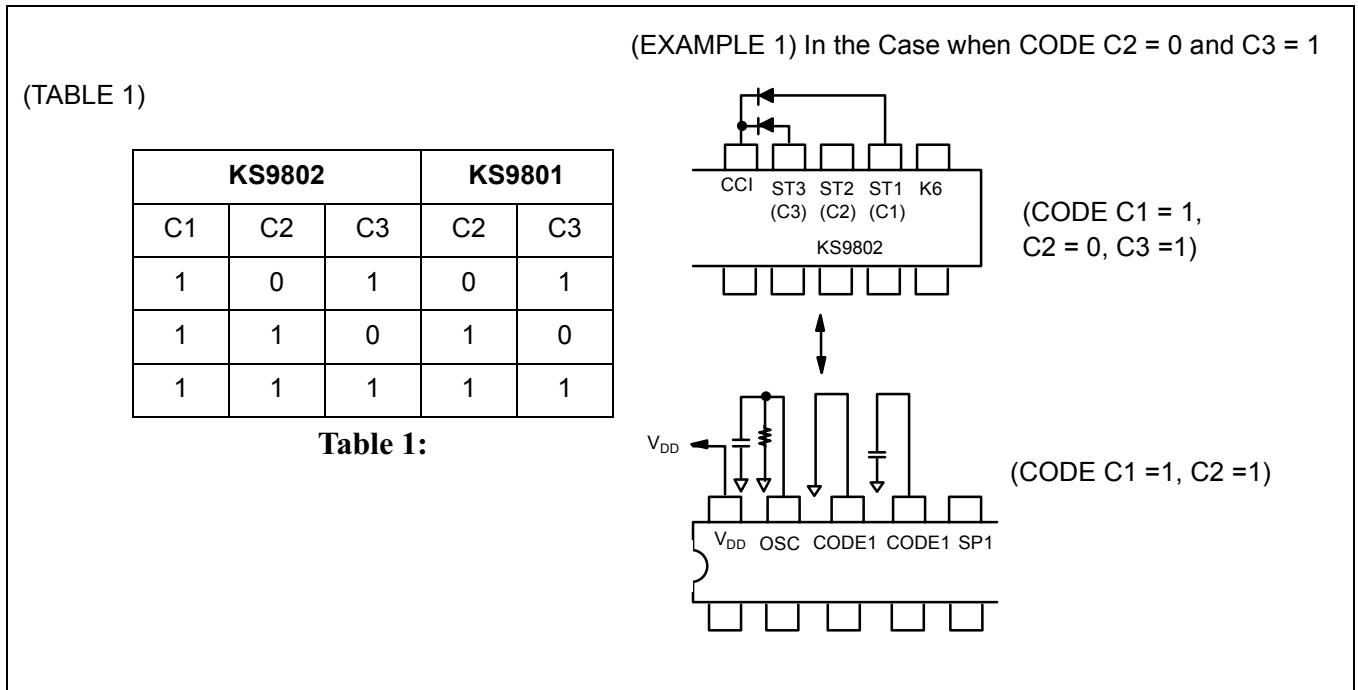 (EXAMPLE 1) In the Case when CODE C2 = 0 and C3 = 1
(TABLE 1)
KS9802 KS9801
C1 C2 C3 C2 C3
1 0 1 0 1
1 1 0 1 0
1 1 1 1 1
Table 1:
CCI ST3 ST2 ST1 K6
(C3) (C2) (C1)
KS9802
(CODE C1 = 1,
C2 = 0, C3 =1)
VDD
(CODE C1 =1, C2 =1)
VDD OSC CODE1 CODE1 SP1